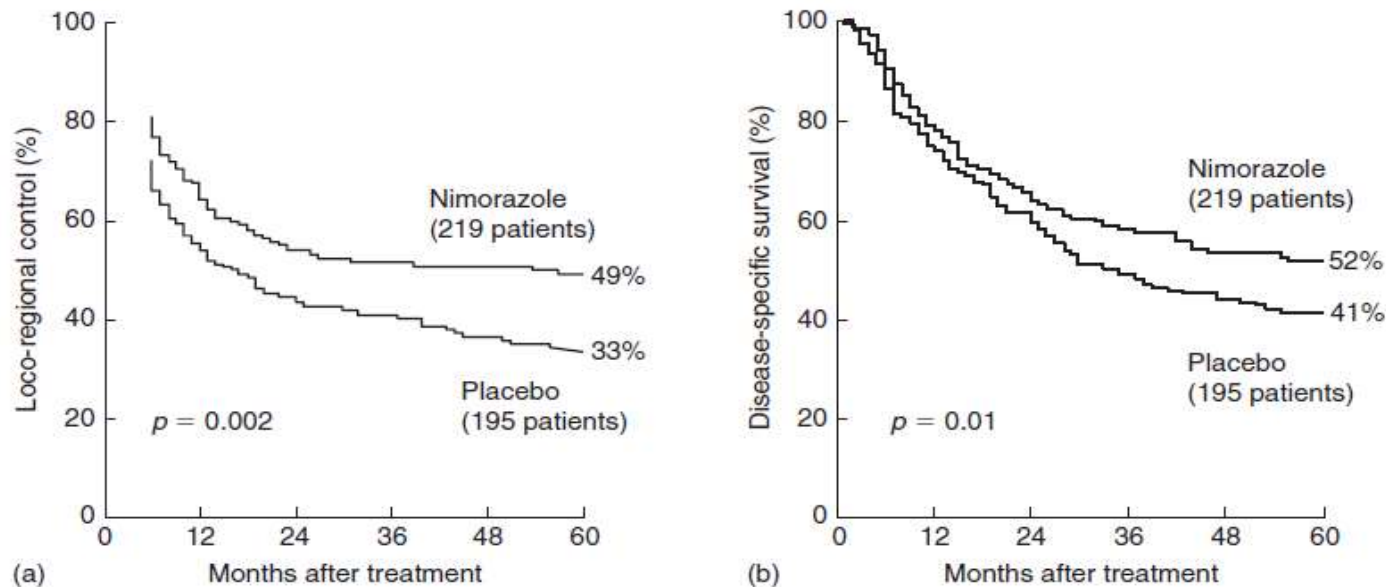 100
80
60
40
20
0
Loco-regional control (%)
Nimorazole
(219 patients)
49%
33%
Placebo
(195 patients)
p = 0.002
0 12 24 36 48 60
(a) Months after treatment
100
80
60
40
20
0
Disease-specific survival (%)
Nimorazole
(219 patients)
52%
41%
Placebo
(195 patients)
p = 0.01
0 12 24 36 48 60
(b) Months after treatment